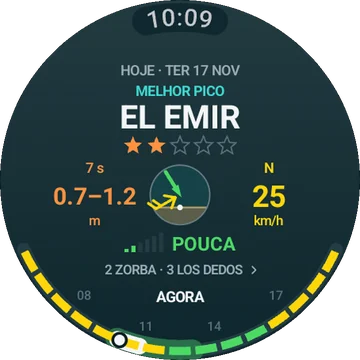 10:09
HOJE · TER 17 NOV
MELHOR PICO
EL EMIR
7 s
0.7–1.2
m
N
25
km/h
POUCA
2 ZORBA · 3 LOS DEDOS >
08
AGORA
17
11
14